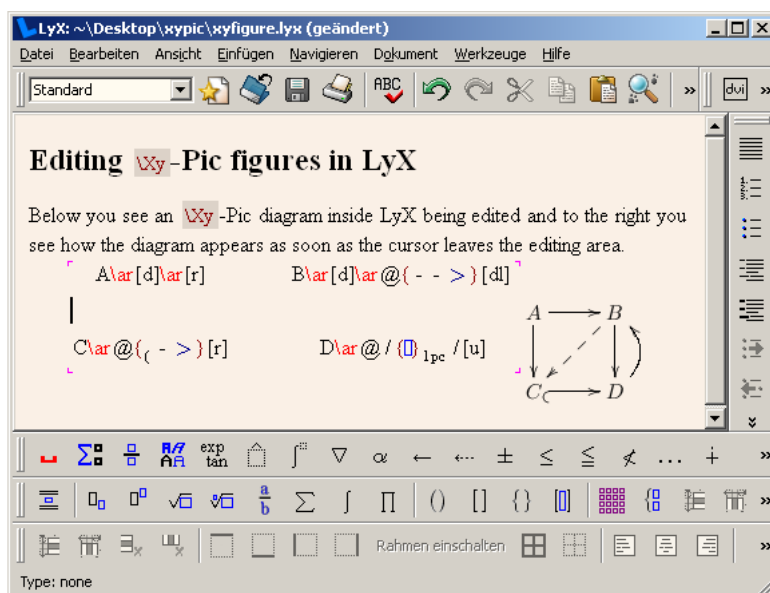 LyX: ~\Desktop\xypic\xyfigure.lyx (geändert)
Datei Bearbeiten Ansicht Einfügen Navigieren Dokument Werkzeuge Hilfe
Standard ABC » dvi »
Editing \Xy -Pic figures in LyX
Below you see an \Xy -Pic diagram inside LyX being edited and to the right you
see how the diagram appears as soon as the cursor leaves the editing area.
A\ar[d]\ar[r] B\ar[d]\ar@{ - - > }[dl]
A B
C\ar@{( - > }[r] D\ar@/{}1pc /[u]
C D
exp
tan
a
b
Rahmen einschalten
Type: none